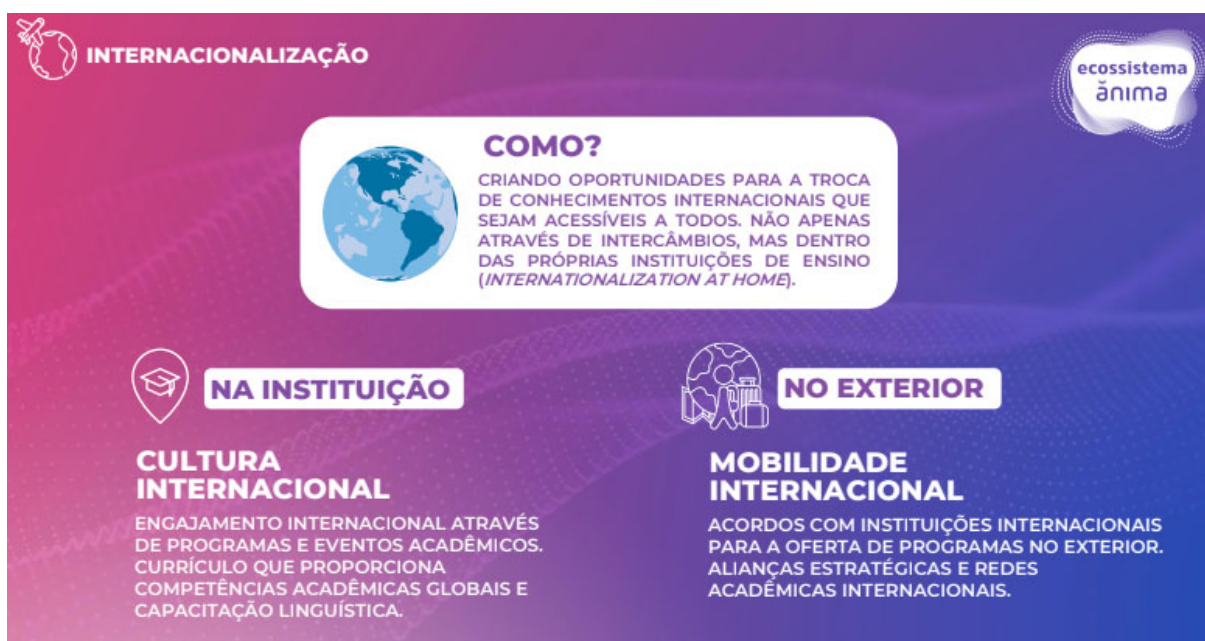 INTERNACIONALIZAÇÃO
ecossistema
ănıma
COMO?
CRIANDO OPORTUNIDADES PARA A TROCA
DE CONHECIMENTOS INTERNACIONAIS QUE
SEJAM ACESSÍVEIS A TODOS. NÃO APENAS
ATRAVÉS DE INTERCÂMBIOS, MAS DENTRO
DAS PRÓPRIAS INSTITUIÇÕES DE ENSINO
(INTERNATIONALIZATION AT HOME).
NA INSTITUIÇÃO
CULTURA
INTERNACIONAL
ENGAJAMENTO INTERNACIONAL ATRAVÉS
DE PROGRAMAS E EVENTOS ACADÊMICOS.
CURRÍCULO QUE PROPORCIONA
COMPETÊNCIAS ACADÊMICAS GLOBAIS E
CAPACITAÇÃO LINGUÍSTICA.
NO EXTERIOR
MOBILIDADE
INTERNACIONAL
ACORDOS COM INSTITUIÇÕES INTERNACIONAIS
PARA A OFERTA DE PROGRAMAS NO EXTERIOR.
ALIANÇAS ESTRATÉGICAS E REDES
ACADÊMICAS INTERNACIONAIS.